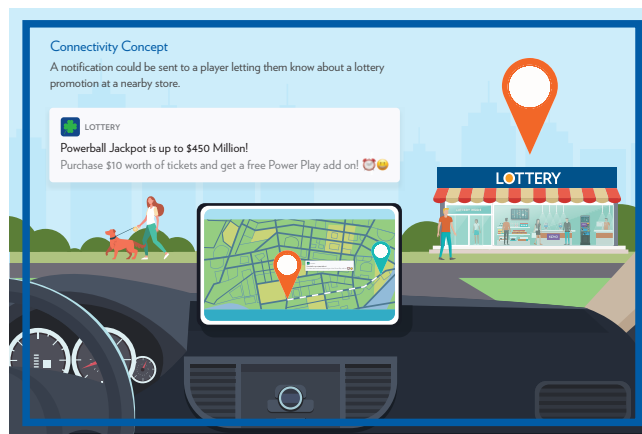 Connectivity Concept
A notification could be sent to a player letting them know about a lottery
promotion at a nearby store.
LOTTERY
Powerball Jackpot is up to $450 Million!
Purchase $10 worth of tickets and get a free Power Play add on! ⏰😀
LOTTERY